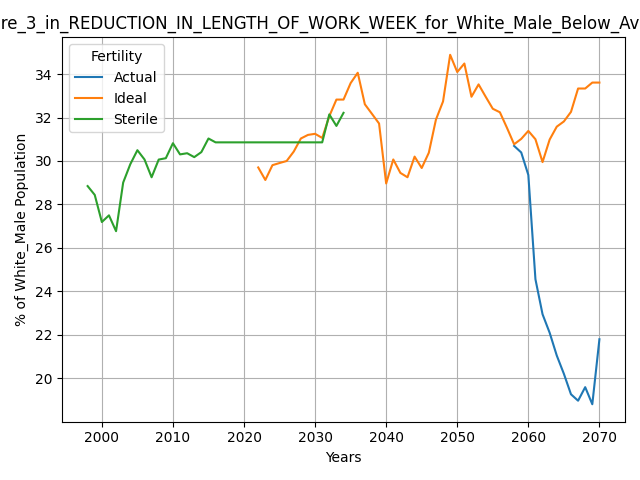 re_3_in_REDUCTION_IN_LENGTH_OF_WORK_WEEK_for_White_Male_Below_Av
Fertility
Actual
Ideal
Sterile
% of White_Male Population
34
32
30
28
26
24
22
20
2000 2010 2020 2030 2040 2050 2060 2070
Years